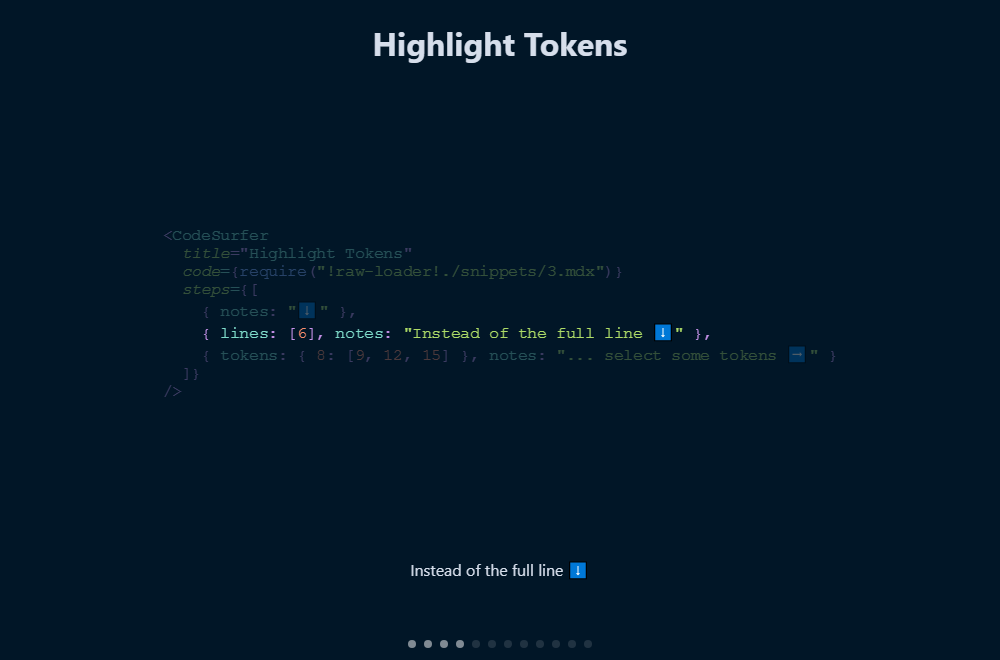 Highlight Tokens
<CodeSurfer
  title="Highlight Tokens"
  code={require("!raw-loader!./snippets/3.mdx")}
  steps={[
    { notes: "⬇️" },
    { lines: [6], notes: "Instead of the full line ⬇️" },
    { tokens: { 8: [9, 12, 15] }, notes: "... select some tokens ➡️" }
  ]}
/>
Instead of the full line ⬇️